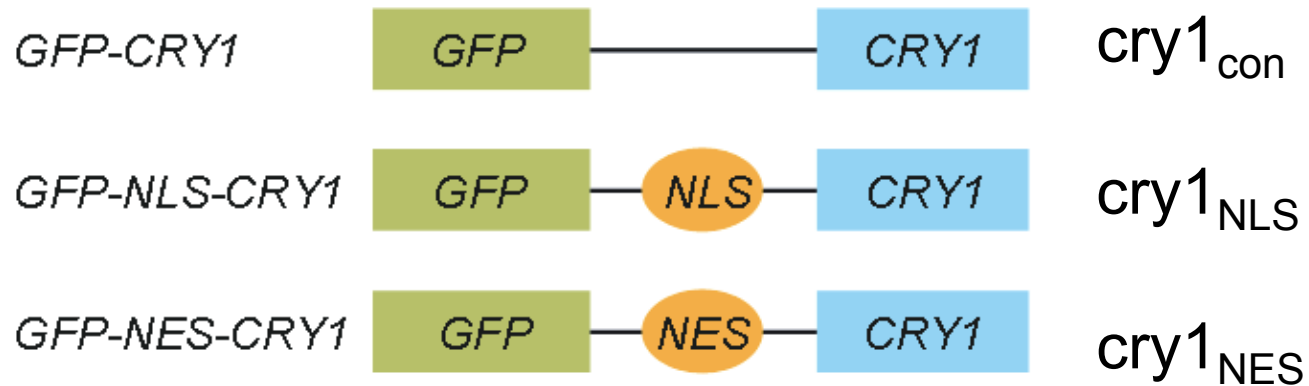 GFP-CRY1 GFP CRY1 cry1con
GFP-NLS-CRY1 GFP NLS CRY1 cry1NLS
GFP-NES-CRY1 GFP NES CRY1 cry1NES